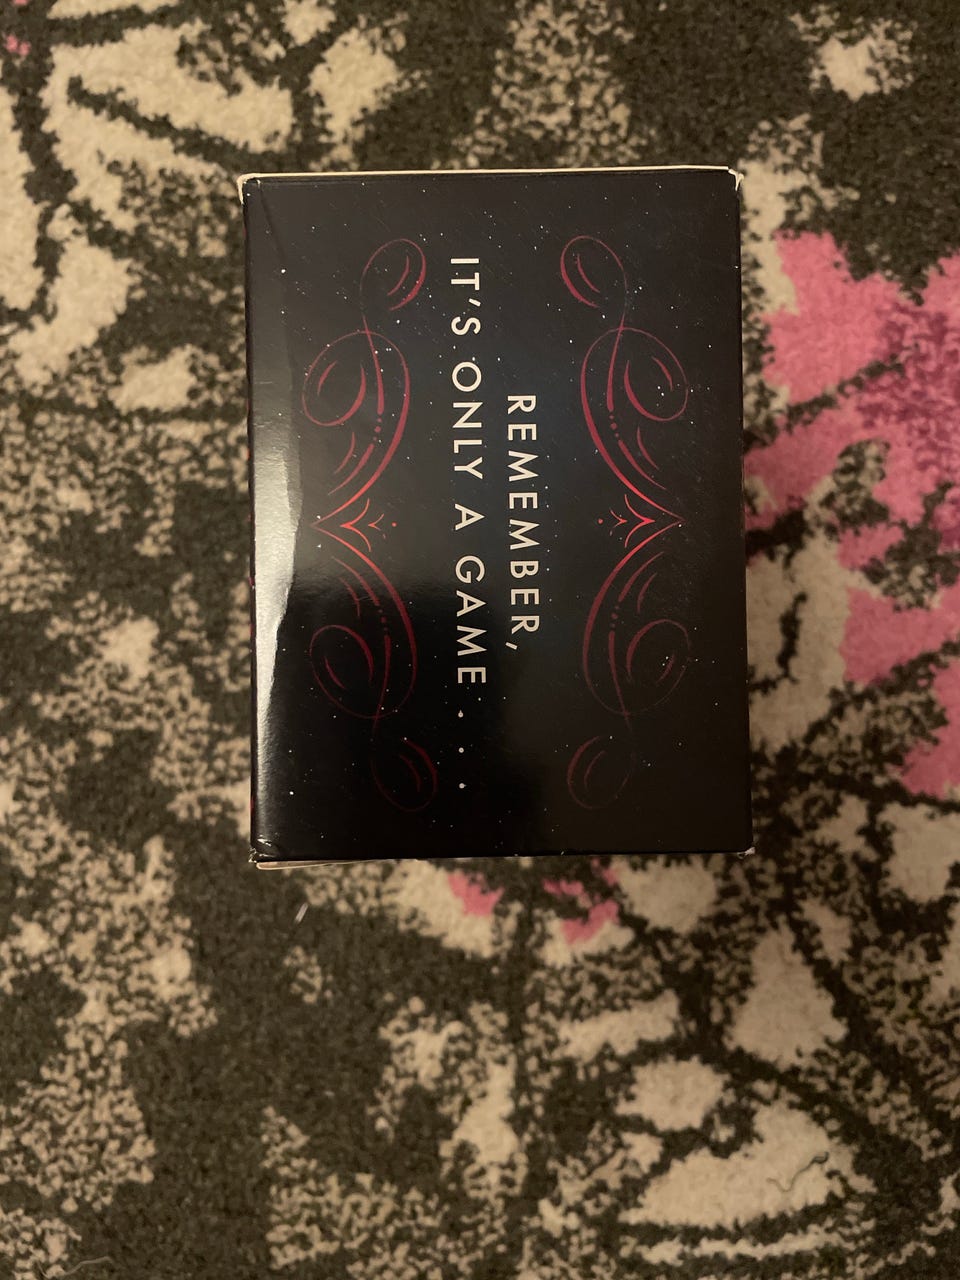 REMEMBER,
IT'S ONLY A GAME . . .